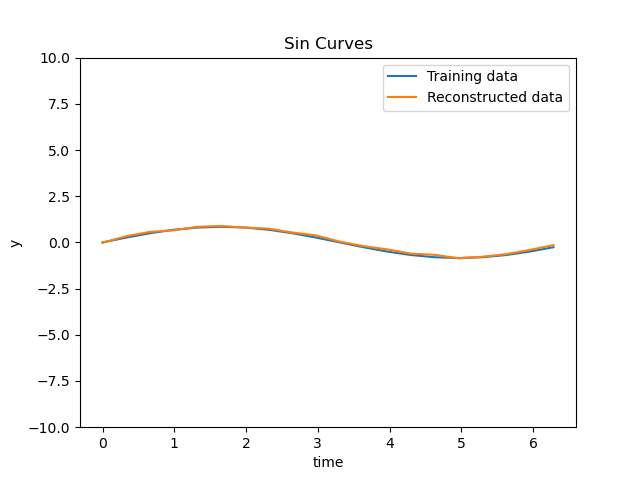 Sin Curves
10.0
7.5
5.0
2.5
0.0
−2.5
−5.0
−7.5
−10.0
y
Training data
Reconstructed data
0 1 2 3 4 5 6
time